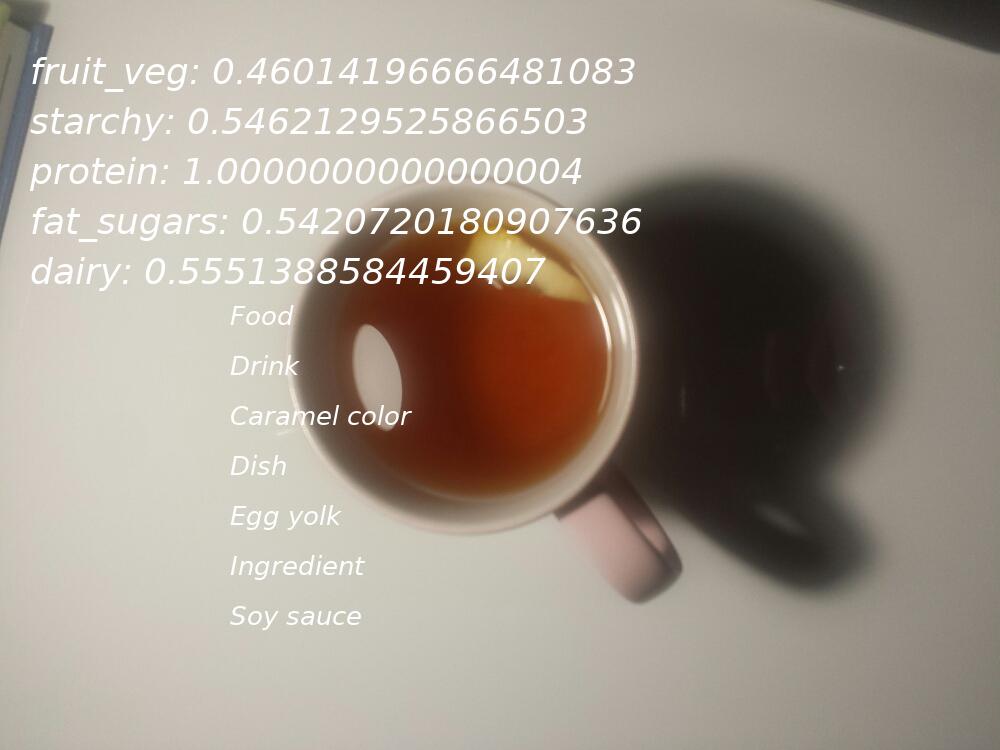 fruit_veg: 0.46014196666481083
starchy: 0.5462129525866503
protein: 1.0000000000000004
fat_sugars: 0.5420720180907636
dairy: 0.5551388584459407
Food
Drink
Caramel color
Dish
Egg yolk
Ingredient
Soy sauce